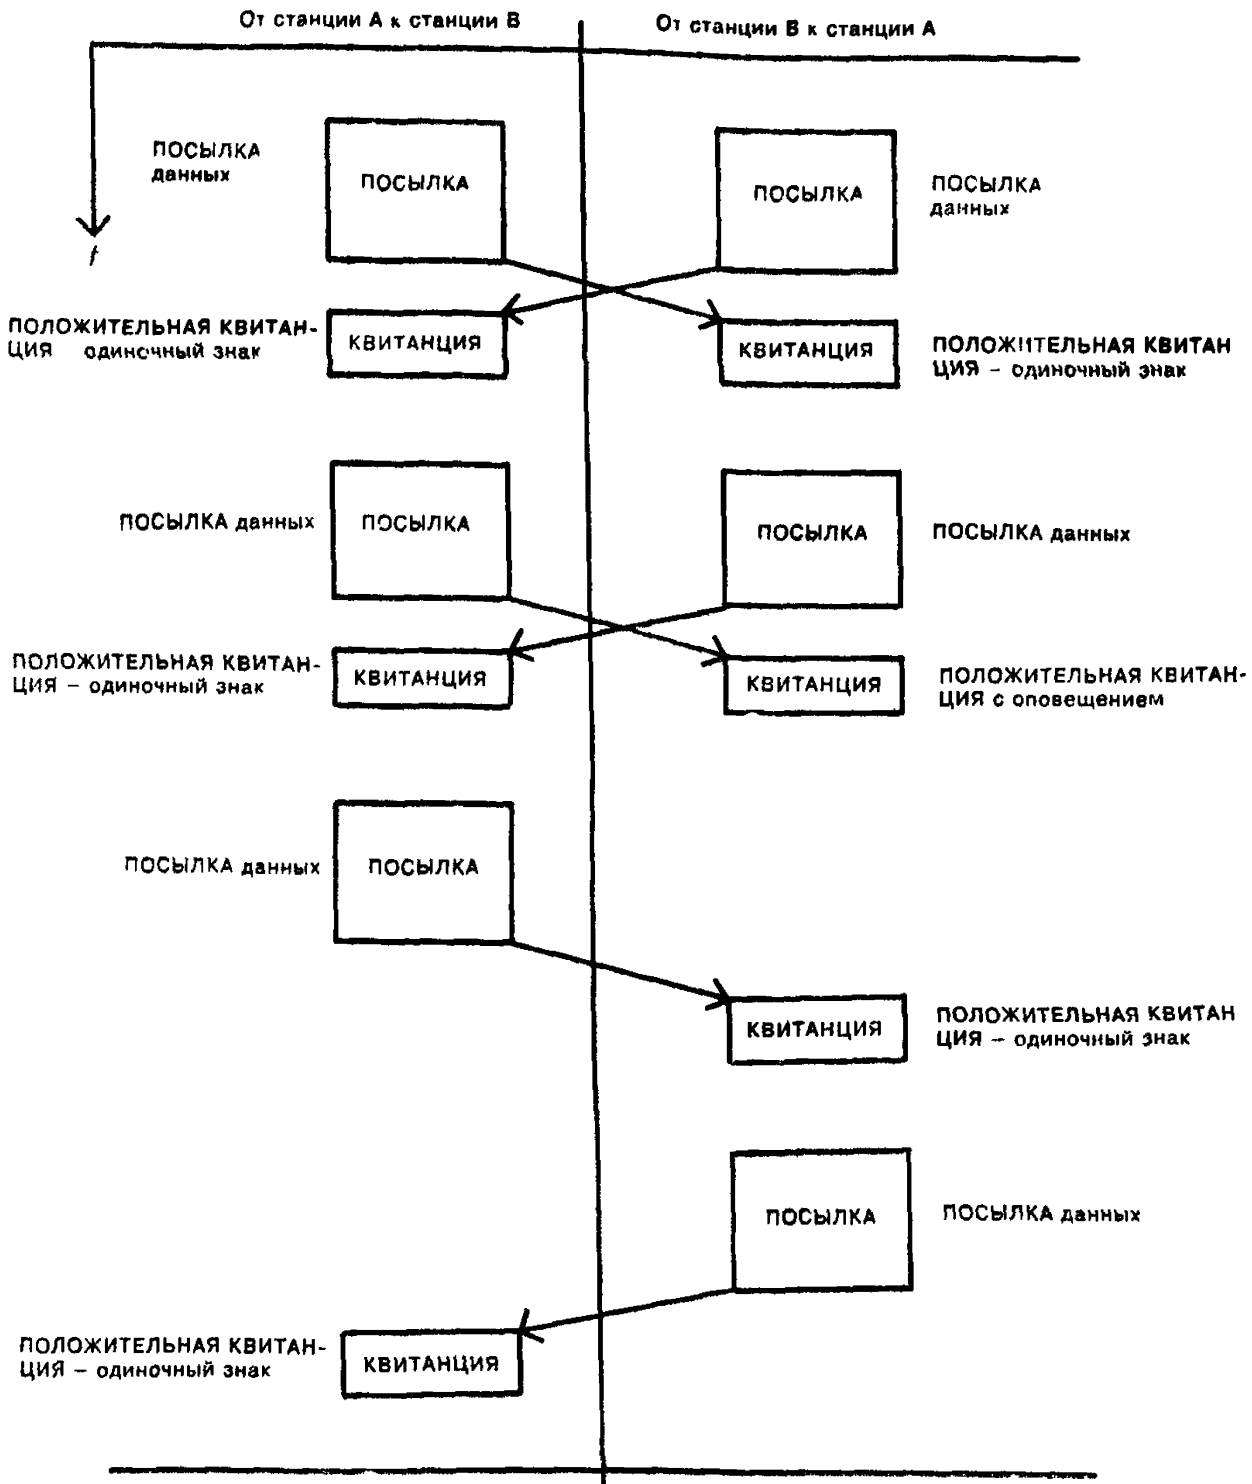 От станции А к станции В
От станции В к станции А
ПОСЫЛКА
данных
ПОСЫЛКА
ПОСЫЛКА
ПОСЫЛКА
данных
t
ПОЛОЖИТЕЛЬНАЯ КВИТАН-
ЦИЯ одиночный знак
КВИТАНЦИЯ
КВИТАНЦИЯ
ПОЛОЖИТЕЛЬНАЯ КВИТАН
ЦИЯ – одиночный знак
ПОСЫЛКА данных
ПОСЫЛКА
ПОСЫЛКА
ПОСЫЛКА данных
ПОЛОЖИТЕЛЬНАЯ КВИТАН-
ЦИЯ – одиночный знак
КВИТАНЦИЯ
КВИТАНЦИЯ
ПОЛОЖИТЕЛЬНАЯ КВИТАН-
ЦИЯ с оповещением
ПОСЫЛКА данных
ПОСЫЛКА
КВИТАНЦИЯ
ПОЛОЖИТЕЛЬНАЯ КВИТАН
ЦИЯ – одиночный знак
ПОСЫЛКА
ПОСЫЛКА данных
ПОЛОЖИТЕЛЬНАЯ КВИТАН-
ЦИЯ – одиночный знак
КВИТАНЦИЯ